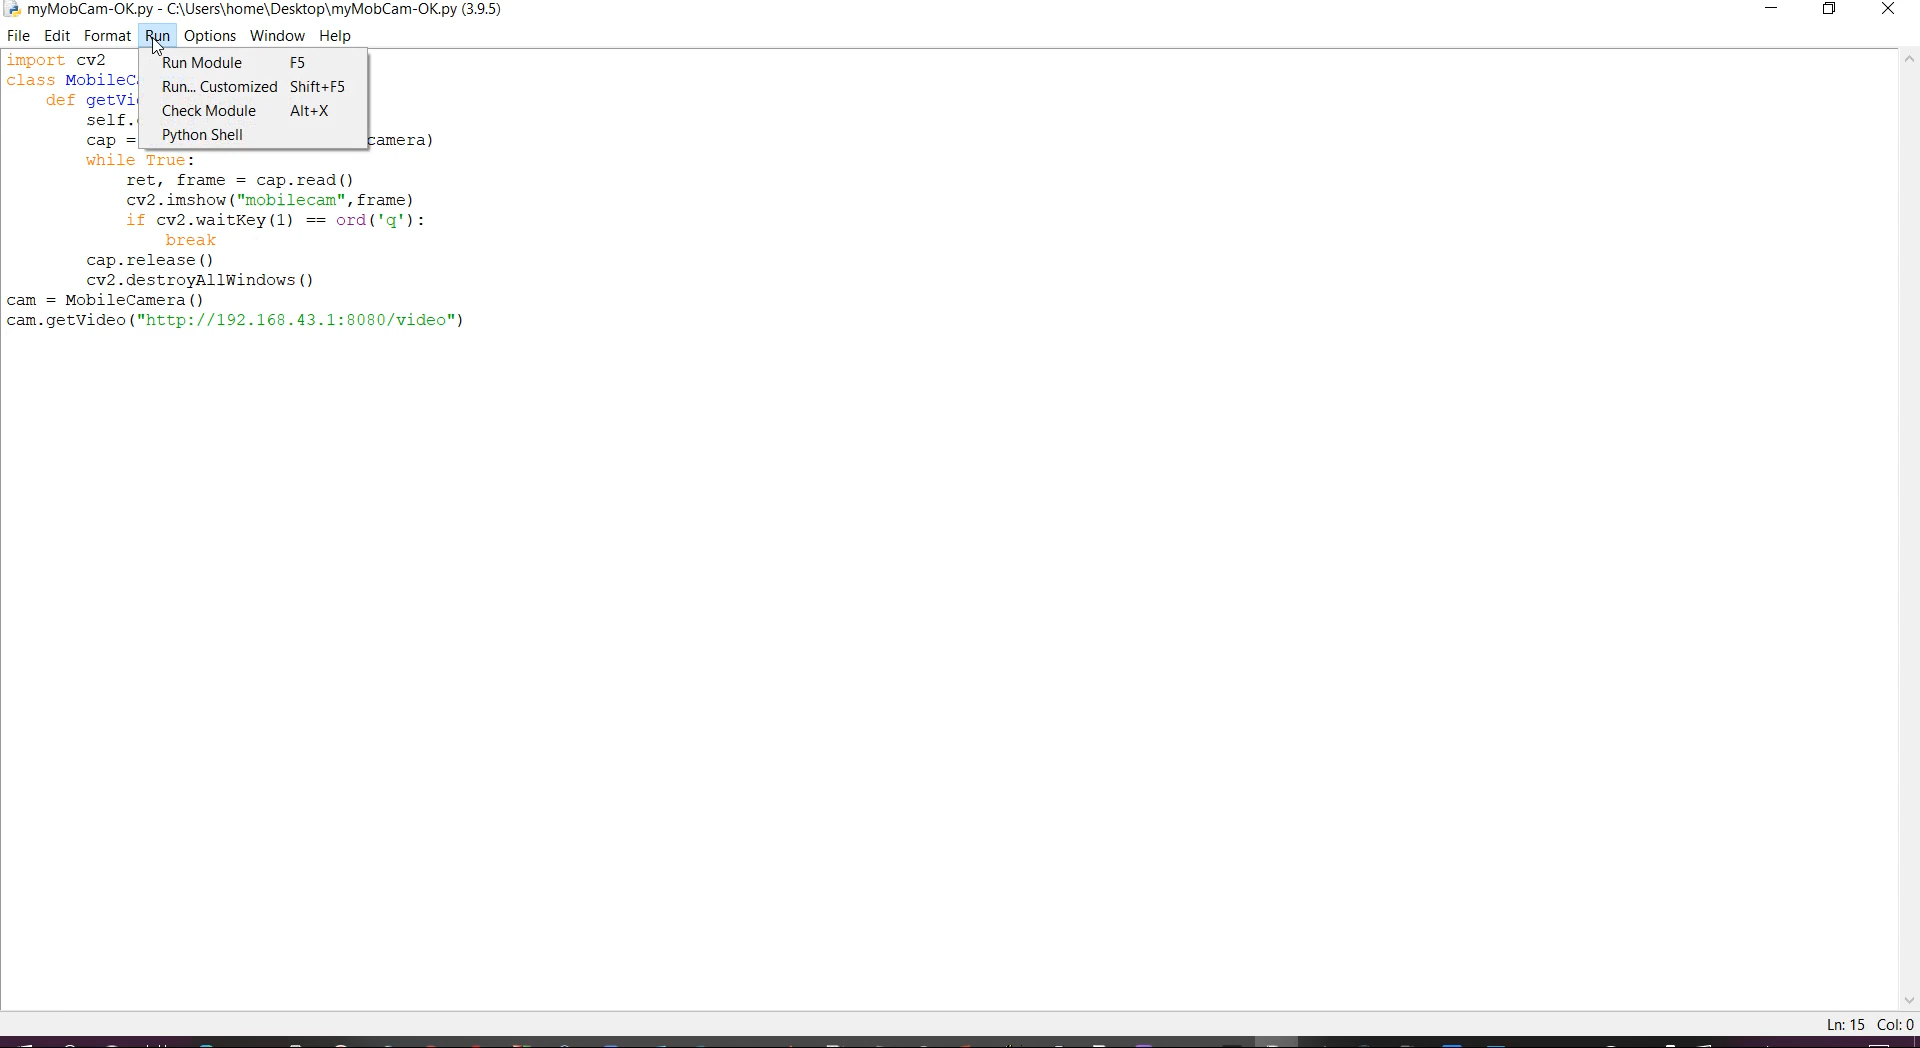 myMobCam-OK.py - C:\Users\home\Desktop\myMobCam-OK.py (3.9.5)
File Edit Format Run Options Window Help
Run Module F5
Run... Customized Shift+F5
Check Module Alt+X
Python Shell
import cv2
class MobileC
    def getVi
        self.
        cap = camera)
        while True:
            ret, frame = cap.read()
            cv2.imshow("mobilecam",frame)
            if cv2.waitKey(1) == ord('q'):
                break
        cap.release()
        cv2.destroyAllWindows()
cam = MobileCamera()
cam.getVideo("http://192.168.43.1:8080/video")
Ln: 15 Col: 0